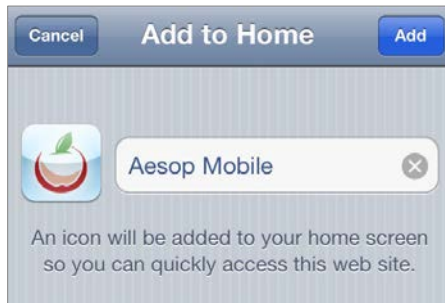 Cancel Add to Home Add
Aesop Mobile
An icon will be added to your home screen
so you can quickly access this web site.